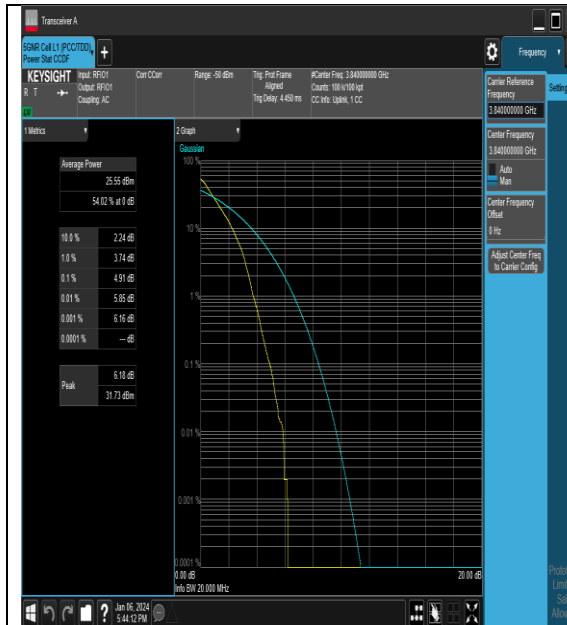 Transceiver A
5GNR Cell L1 (PCC/TDD),
Power Stat CCDF
+
Frequency
KEYSIGHT
R T
Input: RFIO1
Output: RFIO1
Coupling: AC
Corr CCorr
Range: -50 dBm
Trig: Prot Frame
Aligned
Trig Delay: 4.450 ms
#Center Freq: 3.840000000 GHz
Counts: 100 k/100 kpt
CC Info: Uplink, 1 CC
Carrier Reference
Frequency
3.840000000 GHz
Setting
Center Frequency
3.840000000 GHz
Auto
Man
Center Frequency
Offset
0 Hz
Adjust Center Freq
to Carrier Config
1 Metrics
Average Power
25.55 dBm
54.02 % at 0 dB
10.0 % 2.24 dB
1.0 % 3.74 dB
0.1 % 4.91 dB
0.01 % 5.85 dB
0.001 % 6.16 dB
0.0001 % --- dB
Peak
6.18 dB
31.73 dBm
2 Graph
Gaussian
100 %
10 %
1 %
0.1 %
0.01 %
0.001 %
0.0001 %
0.00 dB
20.00 dB
Info BW 20.000 MHz
Proto
Limi
Sa
Allow
?
Jan 06, 2024
5:44:12 PM